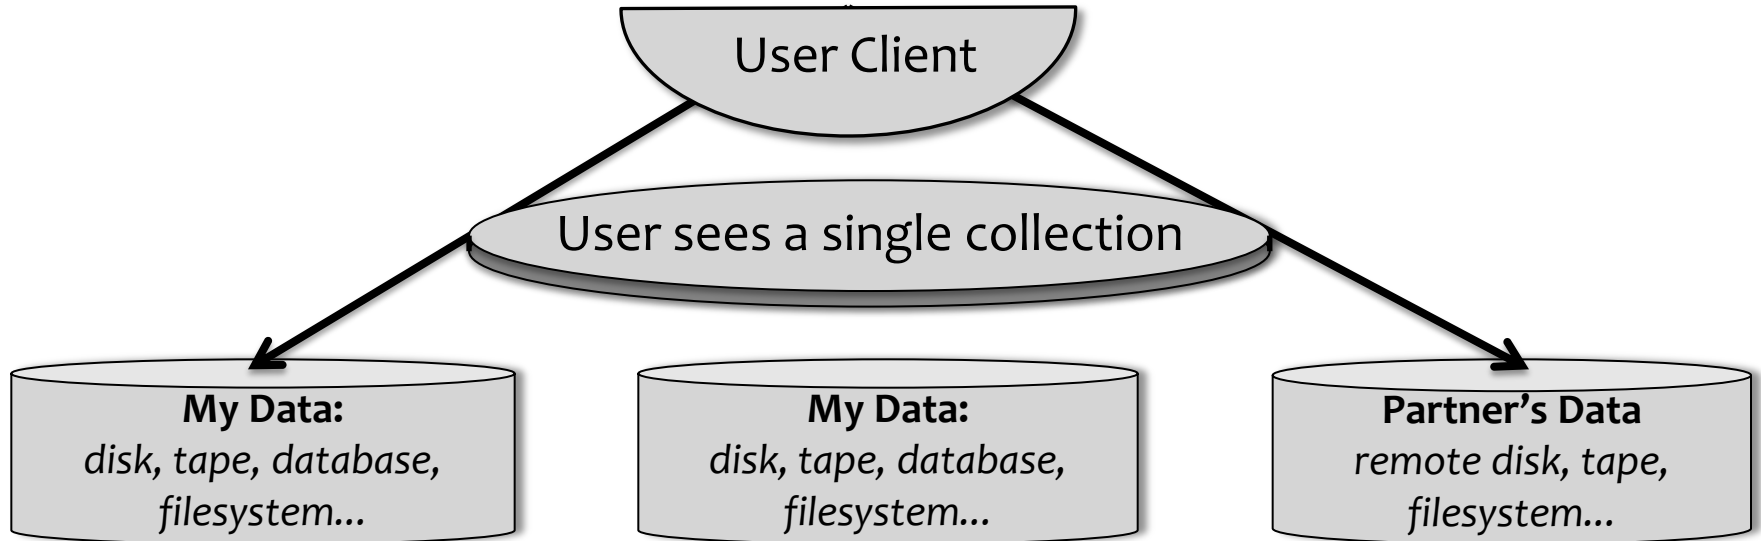 User Client
User sees a single collection
My Data:
disk, tape, database,
filesystem...
My Data:
disk, tape, database,
filesystem...
Partner’s Data
remote disk, tape,
filesystem...